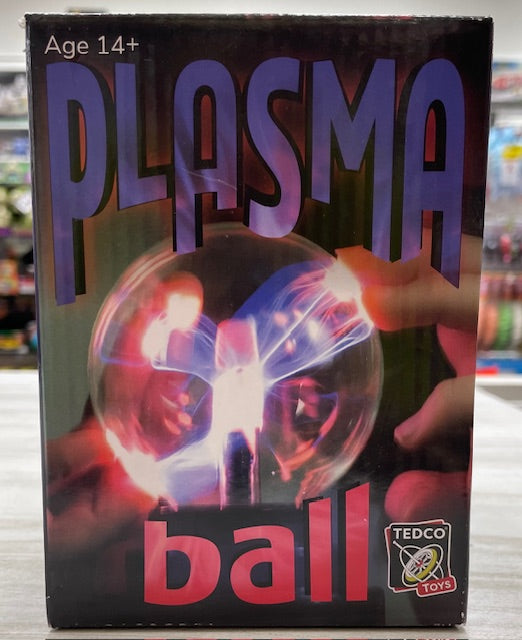 Age 14+
PLASMA
ball
TEDCO
TOYS